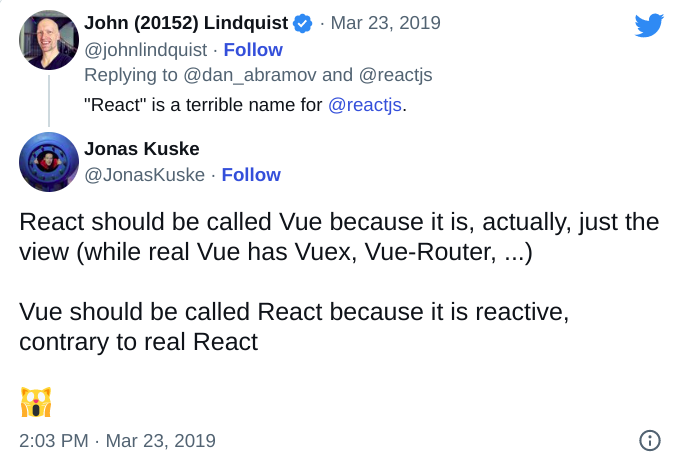 John (20152) Lindquist · Mar 23, 2019
@johnlindquist · Follow
Replying to @dan_abramov and @reactjs
"React" is a terrible name for @reactjs.
Jonas Kuske
@JonasKuske · Follow
React should be called Vue because it is, actually, just the
view (while real Vue has Vuex, Vue-Router, ...)
Vue should be called React because it is reactive,
contrary to real React
🙀
2:03 PM · Mar 23, 2019